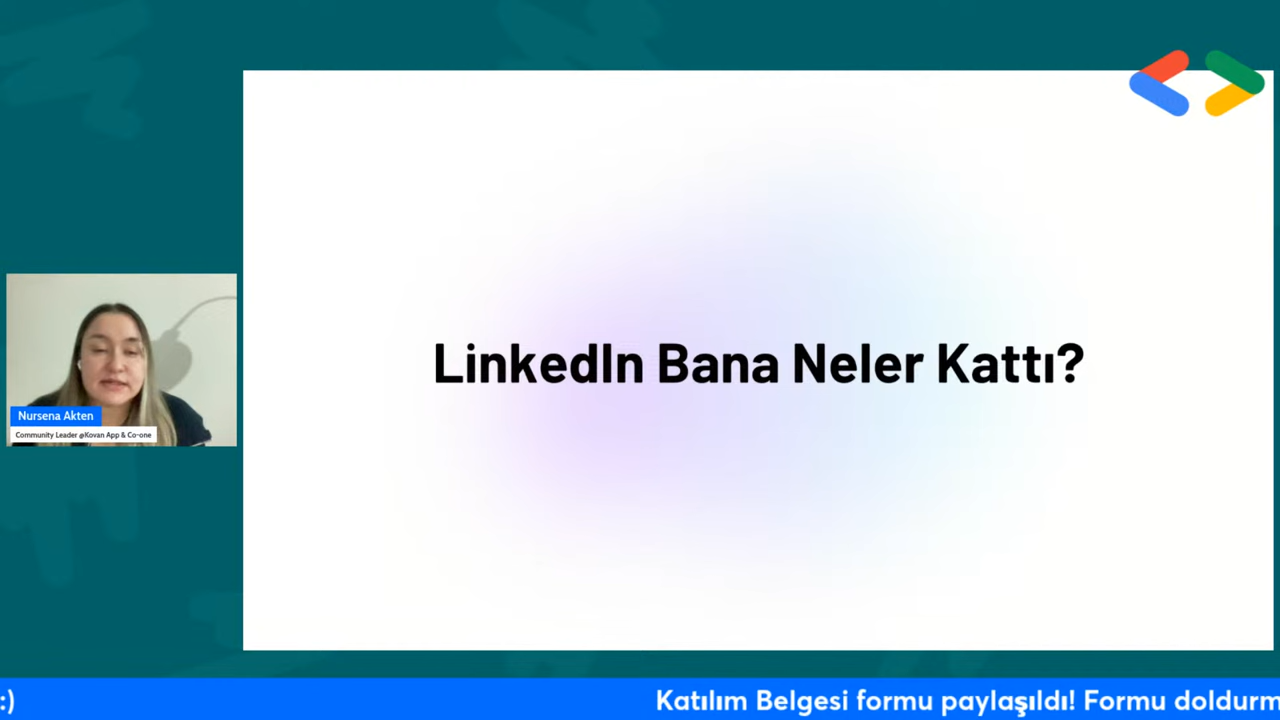 LinkedIn Bana Neler Kattı?
Nursena Akten
Community Leader @Kovan App & Co-one
:)
Katılım Belgesi formu paylaşıldı! Formu doldurm